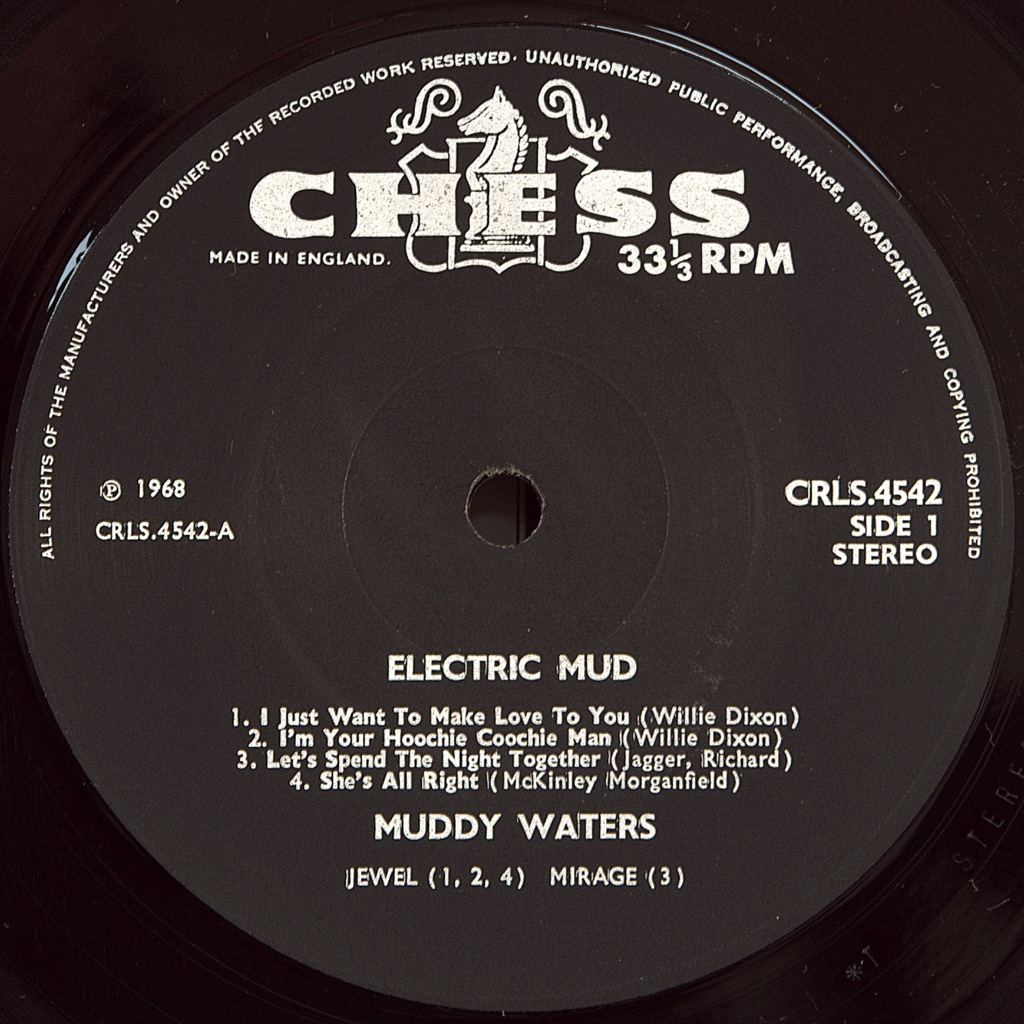 ALL RIGHTS OF THE MANUFACTURERS AND OWNER OF THE RECORDED WORK RESERVED. UNAUTHORIZED PUBLIC PERFORMANCE, BROADCASTING AND COPYING PROHIBITED
CHESS
MADE IN ENGLAND.
33⅓ RPM
℗ 1968
CRLS.4542-A
CRLS.4542
SIDE 1
STEREO
ELECTRIC MUD
1. I Just Want To Make Love To You (Willie Dixon)
2. I'm Your Hoochie Coochie Man (Willie Dixon)
3. Let's Spend The Night Together (Jagger, Richard)
4. She's All Right (McKinley Morganfield)
MUDDY WATERS
JEWEL (1, 2, 4) MIRAGE (3)